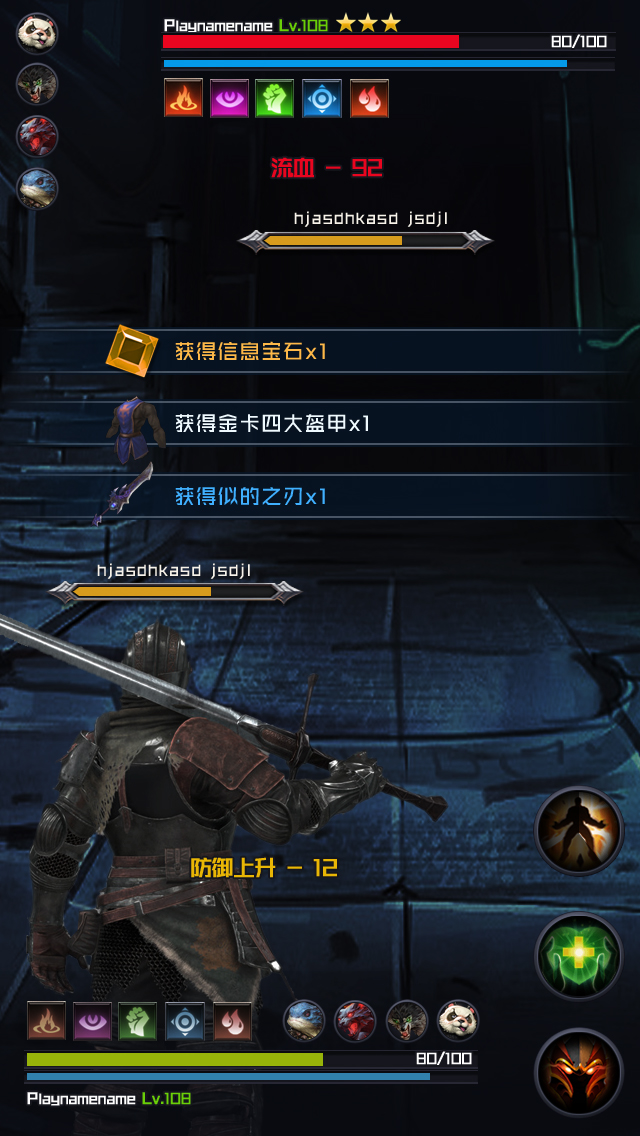 Playnamename Lv.108
80/100
流血 - 92
hjasdhkasd jsdjl
获得信息宝石x1
获得金卡四大盔甲x1
获得似的之刃x1
hjasdhkasd jsdjl
防御上升 - 12
80/100
Playnamename Lv.108